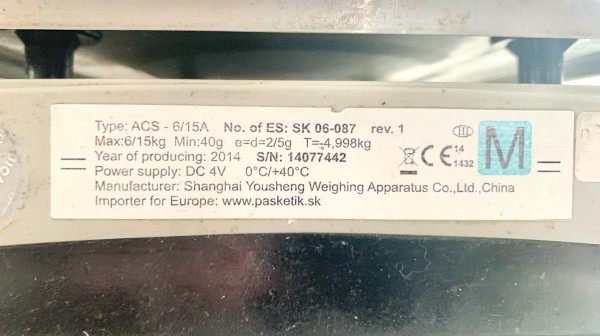 Type: ACS - 6/15A No. of ES: SK 06-087 rev. 1
Max:6/15kg Min:40g e=d=2/5g T=-4,998kg
Year of producing: 2014 S/N: 14077442
Power supply: DC 4V 0°C/+40°C
Manufacturer: Shanghai Yousheng Weighing Apparatus Co.,Ltd.,China
Importer for Europe: www.pasketik.sk
III
CE 14
1432
M